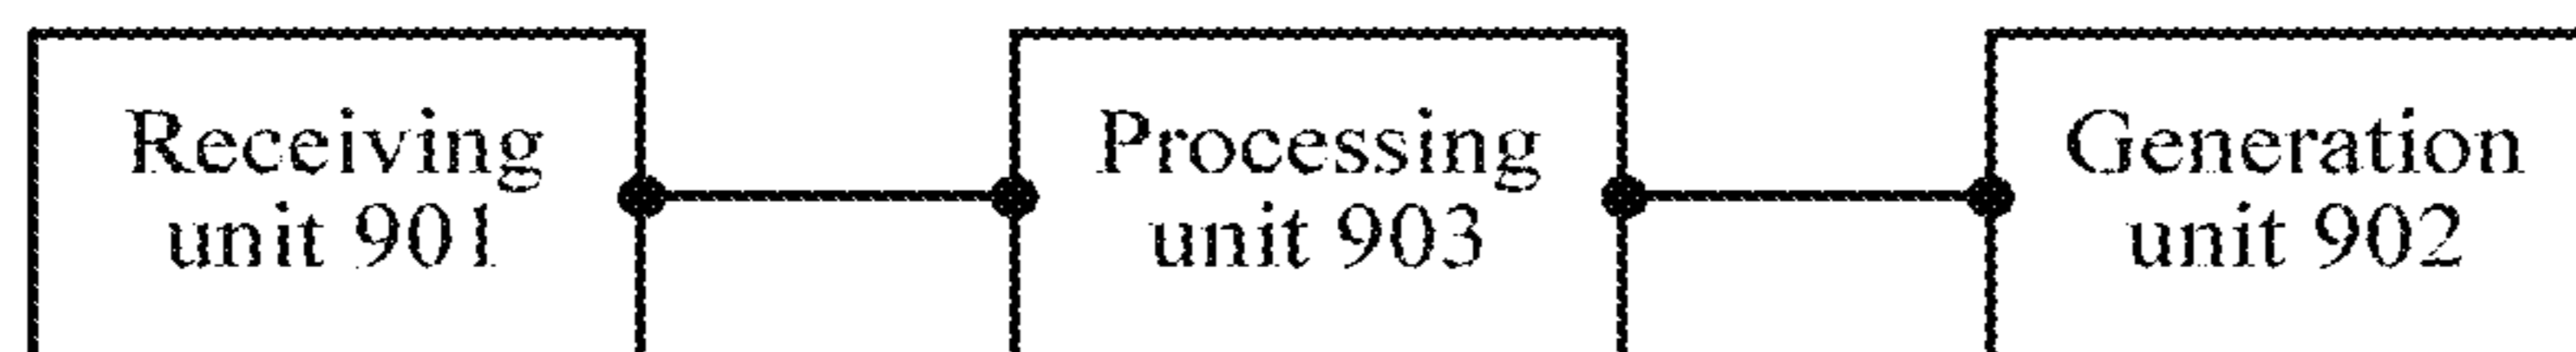 Receiving
unit 901
Processing
unit 903
Generation
unit 902